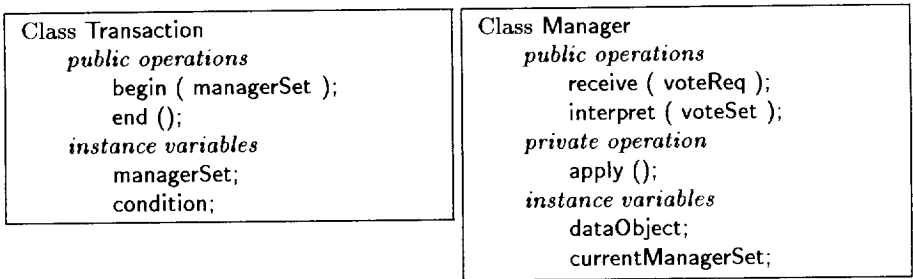 Class Transaction
public operations
begin ( managerSet );
end ();
instance variables
managerSet;
condition;
Class Manager
public operations
receive ( voteReq );
interpret ( voteSet );
private operation
apply ();
instance variables
dataObject;
currentManagerSet;